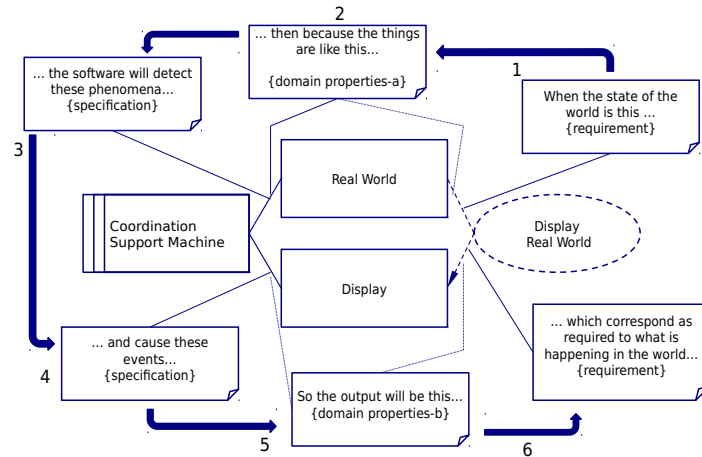 2
... then because the things
are like this...
{domain properties-a}
1
... the software will detect
these phenomena...
{specification}
When the state of the
world is this ...
{requirement}
3
Real World
Coordination
Support Machine
Display
Real World
Display
... and cause these
events...
{specification}
4
... which correspond as
required to what is
happening in the world...
{requirement}
So the output will be this...
{domain properties-b}
5
6